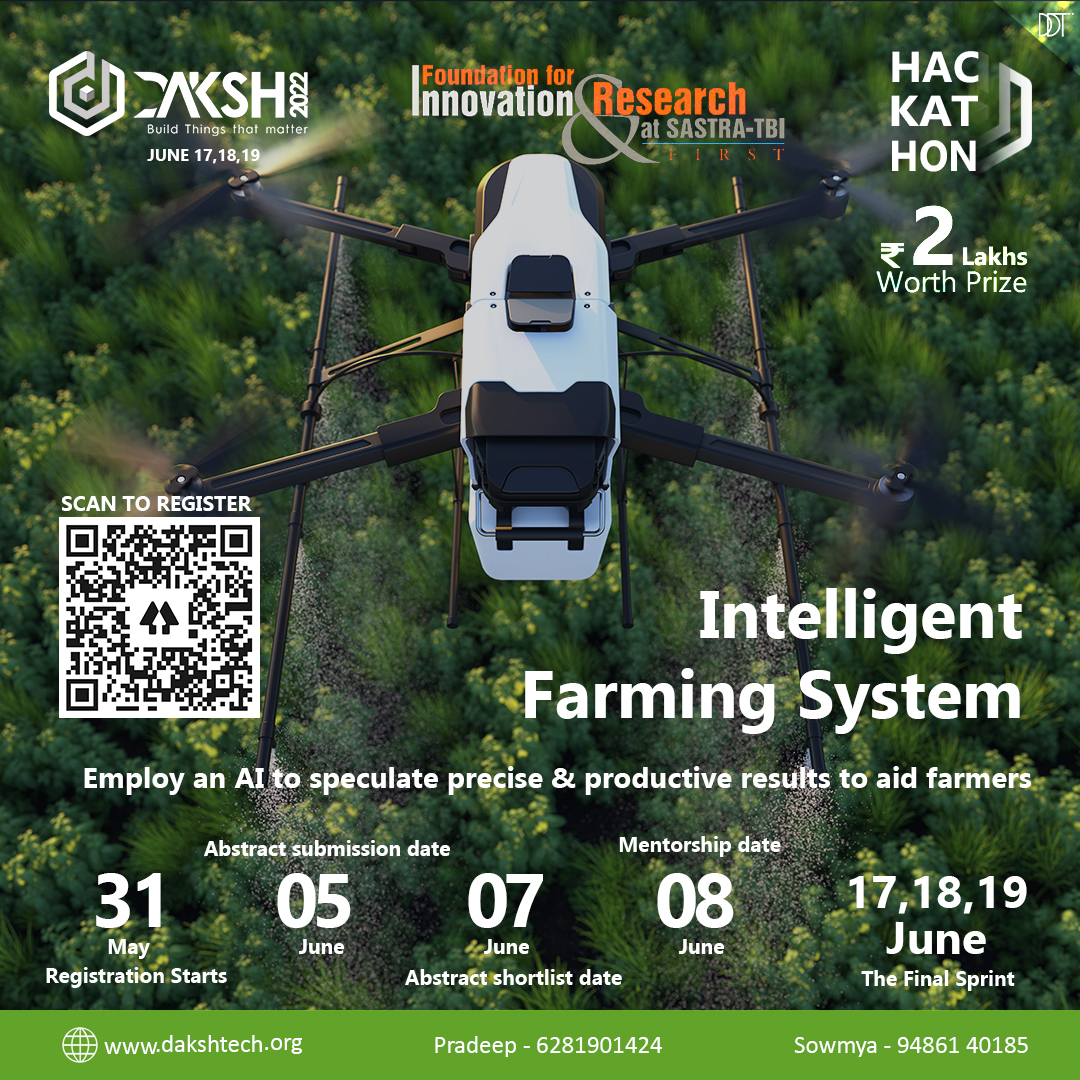 DDT
DAKSH 2022
Build Things that matter
JUNE 17,18,19
Foundation for
Innovation & Research
at SASTRA-TBI
FIRST
HAC
KAT
HON
₹ 2 Lakhs
Worth Prize
SCAN TO REGISTER
Intelligent
Farming System
Employ an AI to speculate precise & productive results to aid farmers
31
May
Registration Starts
Abstract submission date
05
June
07
June
Abstract shortlist date
Mentorship date
08
June
17,18,19
June
The Final Sprint
www.dakshtech.org
Pradeep - 6281901424
Sowmya - 94861 40185